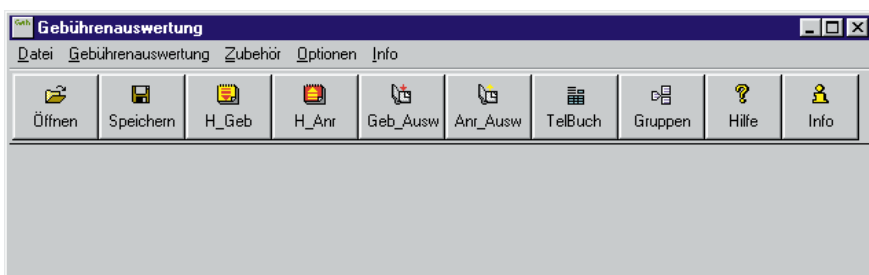 Gebührenauswertung
Datei Gebührenauswertung Zubehör Optionen Info
Öffnen Speichern H_Geb H_Anr Geb_Ausw Anr_Ausw TelBuch Gruppen Hilfe Info